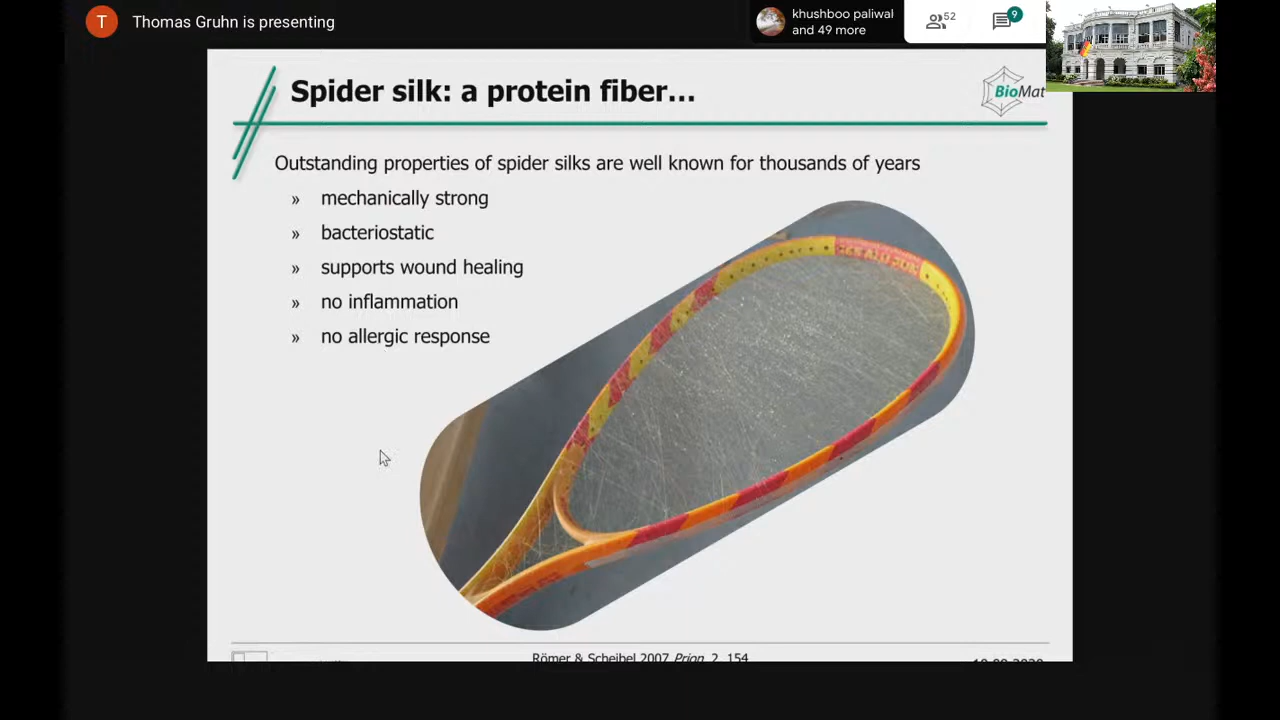 T
Thomas Gruhn is presenting
khushboo paliwal
and 49 more
52
9
Spider silk: a protein fiber...
BioMat
Outstanding properties of spider silks are well known for thousands of years
» mechanically strong
» bacteriostatic
» supports wound healing
» no inflammation
» no allergic response
Römer & Scheibel 2007 Prion 2, 154